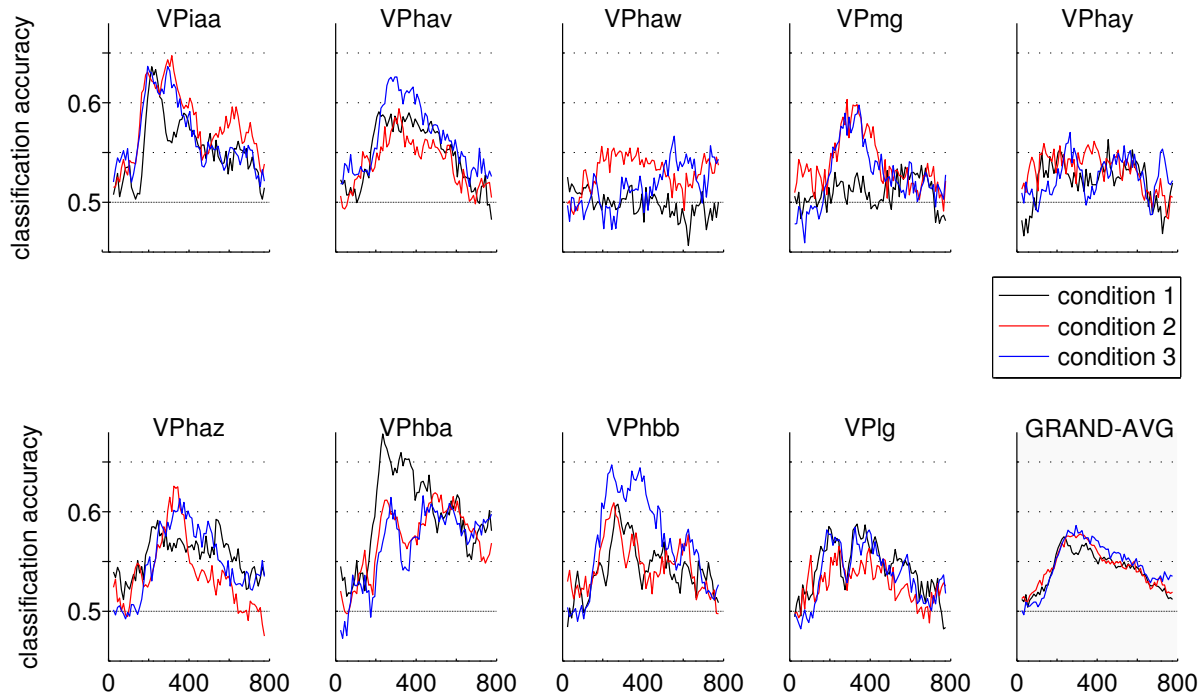 VPiaa VPhav VPhaw VPmg VPhay
classification accuracy
0.6
0.5
condition 1
condition 2
condition 3
VPhaz VPhba VPhbb VPlg GRAND-AVG
classification accuracy
0.6
0.5
0 400 800 0 400 800 0 400 800 0 400 800 0 400 800